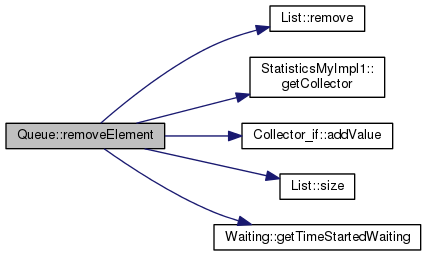 List::remove
StatisticsMyImpl1::
getCollector
Queue::removeElement
Collector_if::addValue
List::size
Waiting::getTimeStartedWaiting